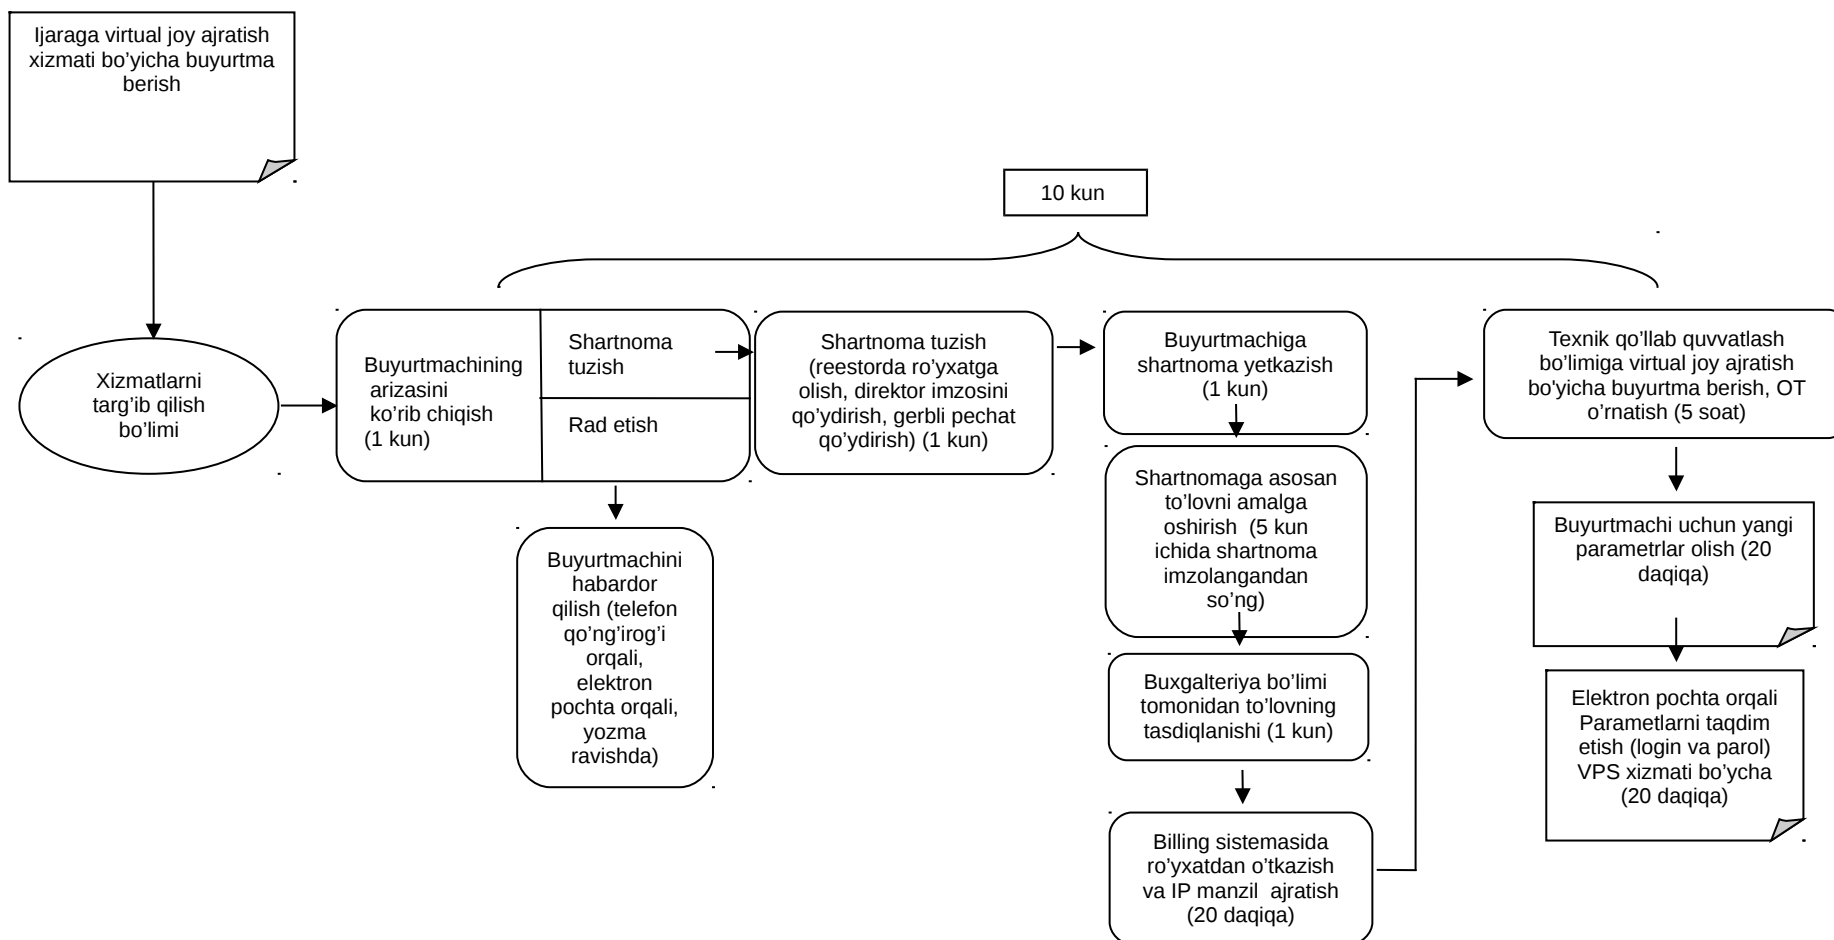 Ijaraga virtual joy ajratish
xizmati bo’yicha buyurtma
berish
10 kun
Xizmatlarni
targ’ib qilish
bo’limi
Buyurtmachining
arizasini
ko’rib chiqish
(1 kun)
Shartnoma
tuzish
Rad etish
Buyurtmachini
habardor
qilish (telefon
qo’ng’irog’i
orqali,
elektron
pochta orqali,
yozma
ravishda)
Shartnoma tuzish
(reestorda ro’yxatga
olish, direktor imzosini
qo’ydirish, gerbli pechat
qo’ydirish) (1 kun)
Buyurtmachiga
shartnoma yetkazish
(1 kun)
Shartnomaga asosan
to’lovni amalga
oshirish (5 kun
ichida shartnoma
imzolangandan
so’ng)
Buxgalteriya bo’limi
tomonidan to’lovning
tasdiqlanishi (1 kun)
Billing sistemasida
ro’yxatdan o’tkazish
va IP manzil ajratish
(20 daqiqa)
Texnik qo’llab quvvatlash
bo’limiga virtual joy ajratish
bo'yicha buyurtma berish, OT
o’rnatish (5 soat)
Buyurtmachi uchun yangi
parametrlar olish (20
daqiqa)
Elektron pochta orqali
Parametlarni taqdim
etish (login va parol)
VPS xizmati bo’ycha
(20 daqiqa)